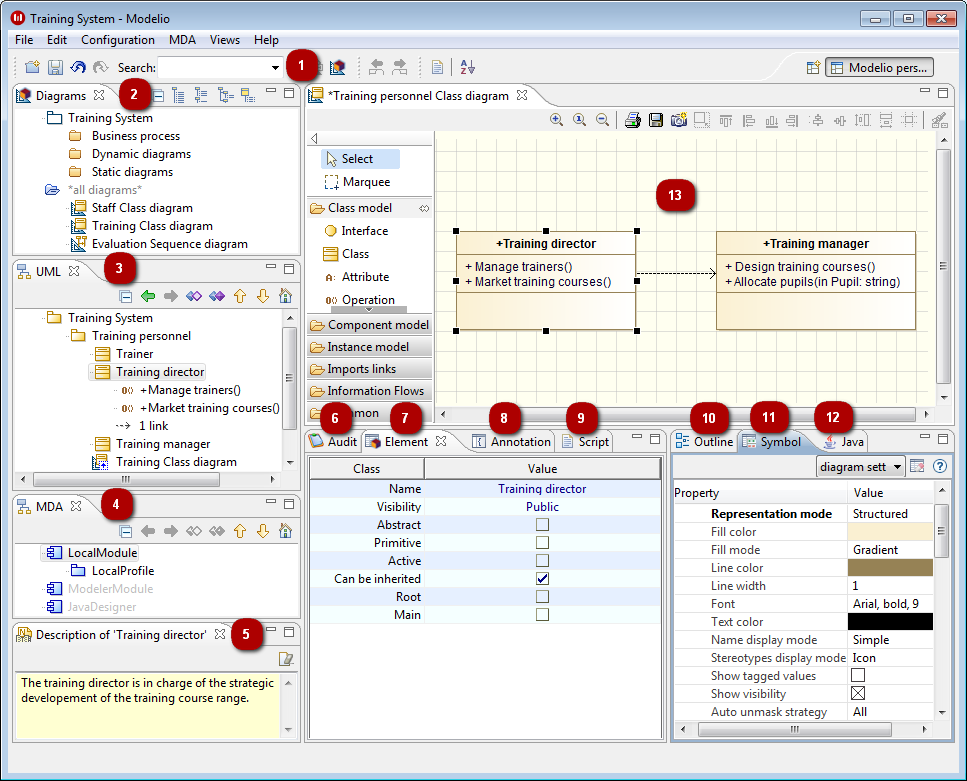 Training System - Modelio
File Edit Configuration MDA Views Help
Search: 1 Modelio pers...
Diagrams 2
Training System
Business process
Dynamic diagrams
Static diagrams
*all diagrams*
Staff Class diagram
Training Class diagram
Evaluation Sequence diagram
UML 3
Training System
Training personnel
Trainer
Training director
+Manage trainers()
+Market training courses()
1 link
Training manager
Training Class diagram
MDA 4
LocalModule
LocalProfile
ModelerModule
JavaDesigner
Description of 'Training director' 5
The training director is in charge of the strategic
developement of the training course range.
*Training personnel Class diagram
Select
Marquee
Class model
Interface
Class
Attribute
Operation
Component model
Instance model
Imports links
Information Flows
13
+Training director
+ Manage trainers()
+ Market training courses()
+Training manager
+ Design training courses()
+ Allocate pupils(in Pupil: string)
6 7 8 9
Audit Element Annotation Script
Class Value
Name Training director
Visibility Public
Abstract
Primitive
Active
Can be inherited
Root
Main
10 11 12
Outline Symbol Java
diagram sett
Property Value
Representation mode Structured
Fill color
Fill mode Gradient
Line color
Line width 1
Font Arial, bold, 9
Text color
Name display mode Simple
Stereotypes display mode Icon
Show tagged values
Show visibility
Auto unmask strategy All